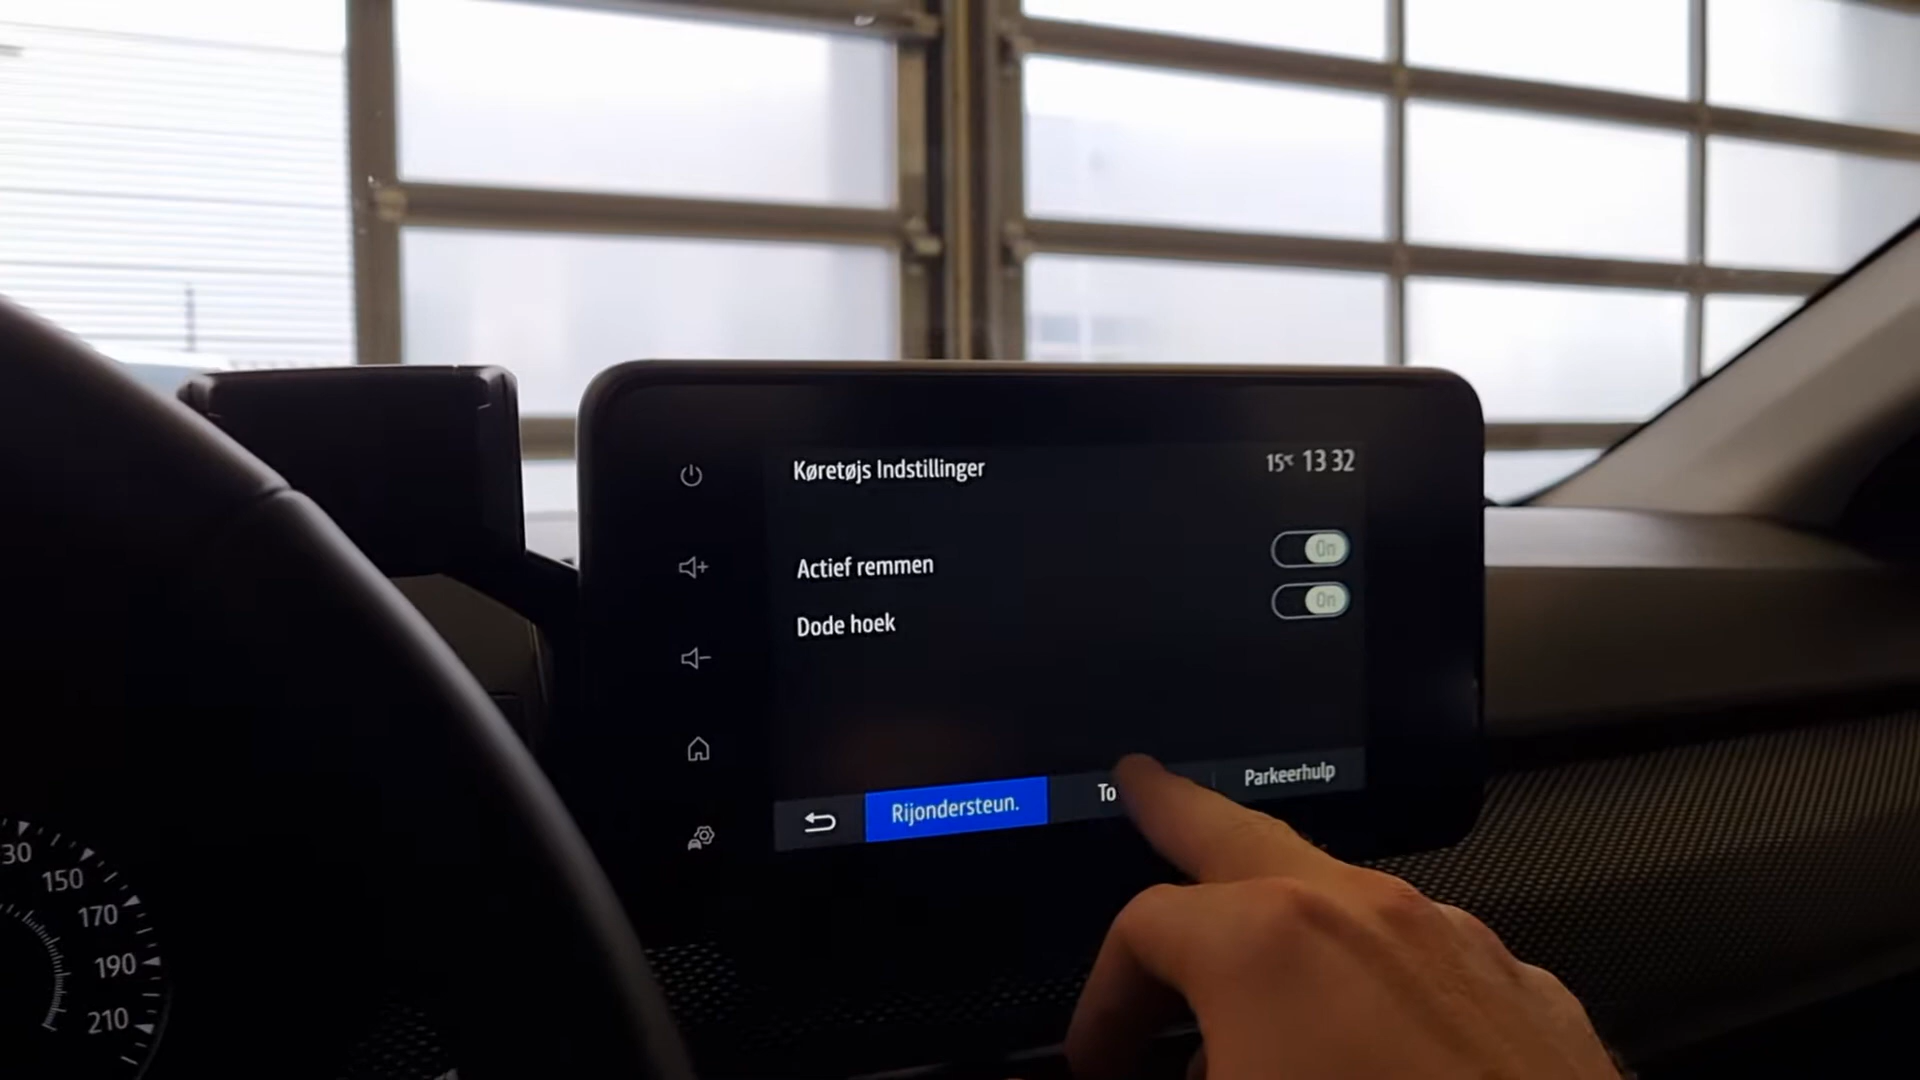 Køretøjs Indstillinger
15°C 13 32
Actief remmen
On
Dode hoek
On
Rijondersteun.
To
Parkeerhulp
30
150
170
190
210